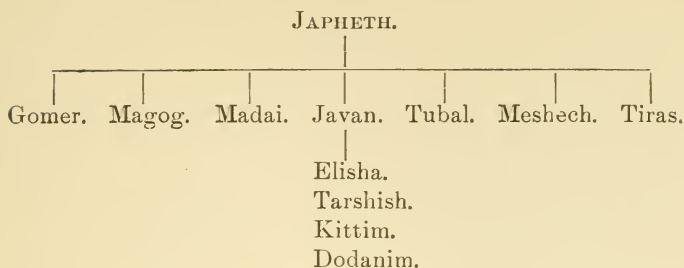 JAPHETH.
Gomer. Magog. Madai. Javan. Tubal. Meshech. Tiras.
Elisha.
Tarshish.
Kittim.
Dodanim.